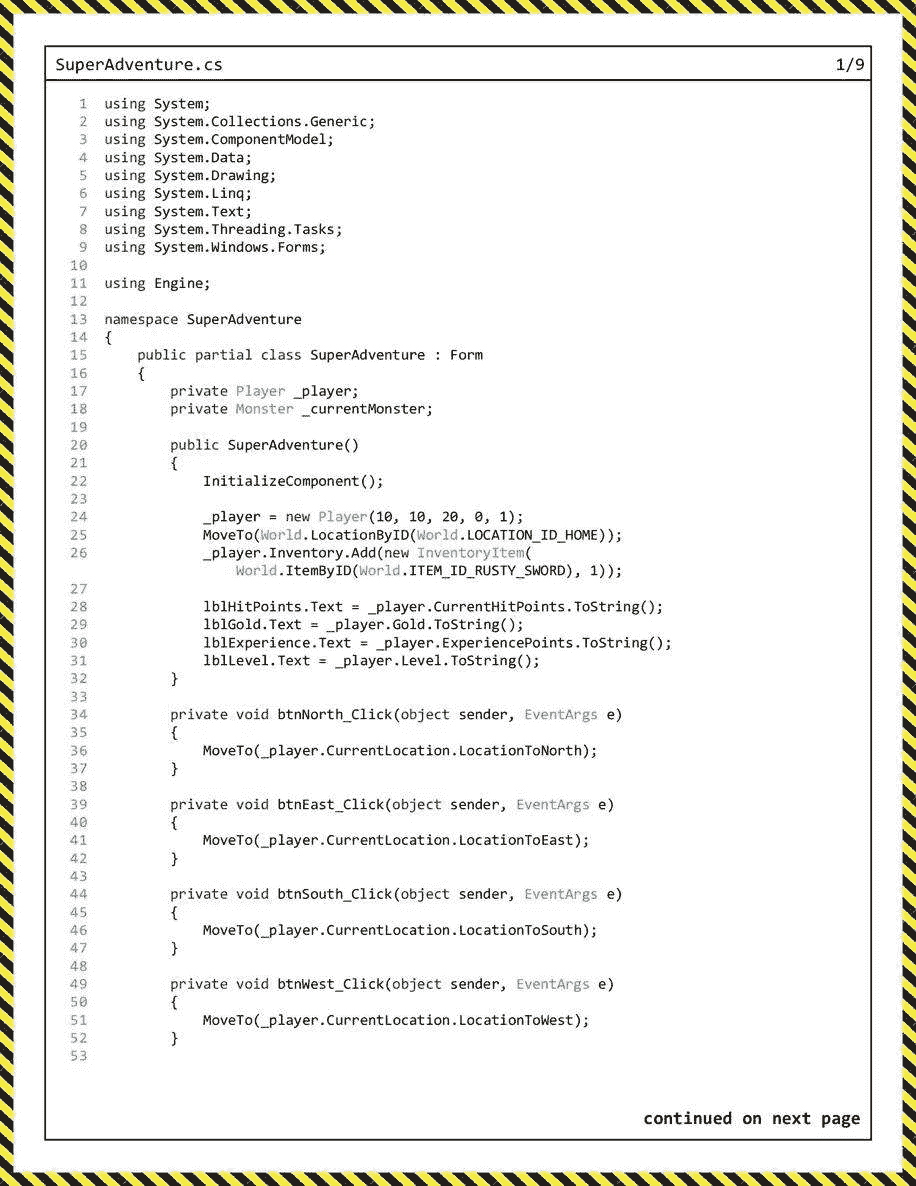 SuperAdventure.cs 1/9
1 using System;
2 using System.Collections.Generic;
3 using System.ComponentModel;
4 using System.Data;
5 using System.Drawing;
6 using System.Linq;
7 using System.Text;
8 using System.Threading.Tasks;
9 using System.Windows.Forms;
10
11 using Engine;
12
13 namespace SuperAdventure
14 {
15     public partial class SuperAdventure : Form
16     {
17         private Player _player;
18         private Monster _currentMonster;
19
20         public SuperAdventure()
21         {
22             InitializeComponent();
23
24             _player = new Player(10, 10, 20, 0, 1);
25             MoveTo(World.LocationByID(World.LOCATION_ID_HOME));
26             _player.Inventory.Add(new InventoryItem(
                World.ItemByID(World.ITEM_ID_RUSTY_SWORD), 1));
27
28             lblHitPoints.Text = _player.CurrentHitPoints.ToString();
29             lblGold.Text = _player.Gold.ToString();
30             lblExperience.Text = _player.ExperiencePoints.ToString();
31             lblLevel.Text = _player.Level.ToString();
32         }
33
34         private void btnNorth_Click(object sender, EventArgs e)
35         {
36             MoveTo(_player.CurrentLocation.LocationToNorth);
37         }
38
39         private void btnEast_Click(object sender, EventArgs e)
40         {
41             MoveTo(_player.CurrentLocation.LocationToEast);
42         }
43
44         private void btnSouth_Click(object sender, EventArgs e)
45         {
46             MoveTo(_player.CurrentLocation.LocationToSouth);
47         }
48
49         private void btnWest_Click(object sender, EventArgs e)
50         {
51             MoveTo(_player.CurrentLocation.LocationToWest);
52         }
53
continued on next page